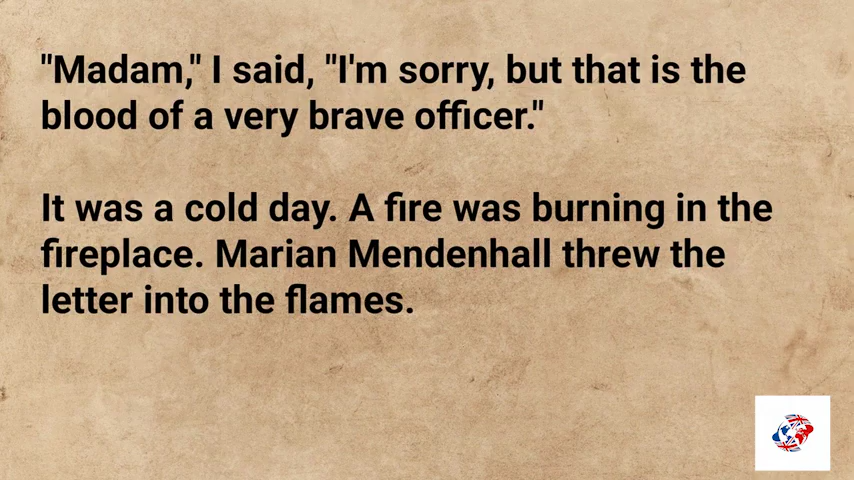 "Madam," I said, "I'm sorry, but that is the
blood of a very brave officer."
It was a cold day. A fire was burning in the
fireplace. Marian Mendenhall threw the
letter into the flames.